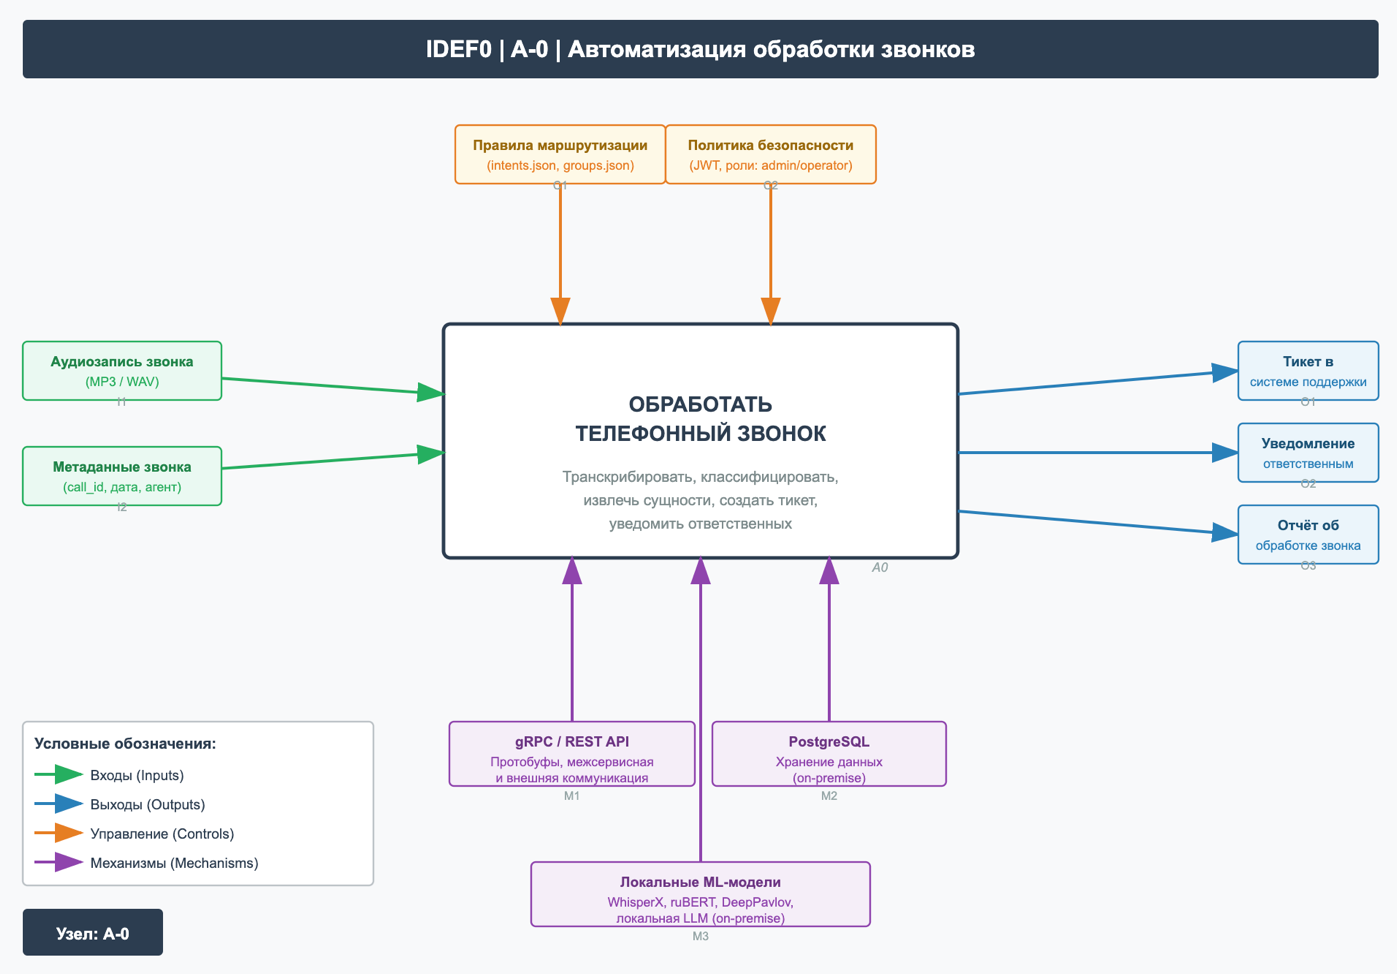 IDEF0 | A-0 | Автоматизация обработки звонков
Правила маршрутизации
(intents.json, groups.json)
C1
Политика безопасности
(JWT, роли: admin/operator)
C2
Аудиозапись звонка
(MP3 / WAV)
I1
Метаданные звонка
(call_id, дата, агент)
I2
ОБРАБОТАТЬ
ТЕЛЕФОННЫЙ ЗВОНОК
Транскрибировать, классифицировать,
извлечь сущности, создать тикет,
уведомить ответственных
A0
Тикет в
системе поддержки
O1
Уведомление
ответственным
O2
Отчёт об
обработке звонка
O3
gRPC / REST API
Протобуфы, межсервисная
и внешняя коммуникация
M1
PostgreSQL
Хранение данных
(on-premise)
M2
Локальные ML-модели
WhisperX, ruBERT, DeepPavlov,
локальная LLM (on-premise)
M3
Условные обозначения:
Входы (Inputs)
Выходы (Outputs)
Управление (Controls)
Механизмы (Mechanisms)
Узел: A-0